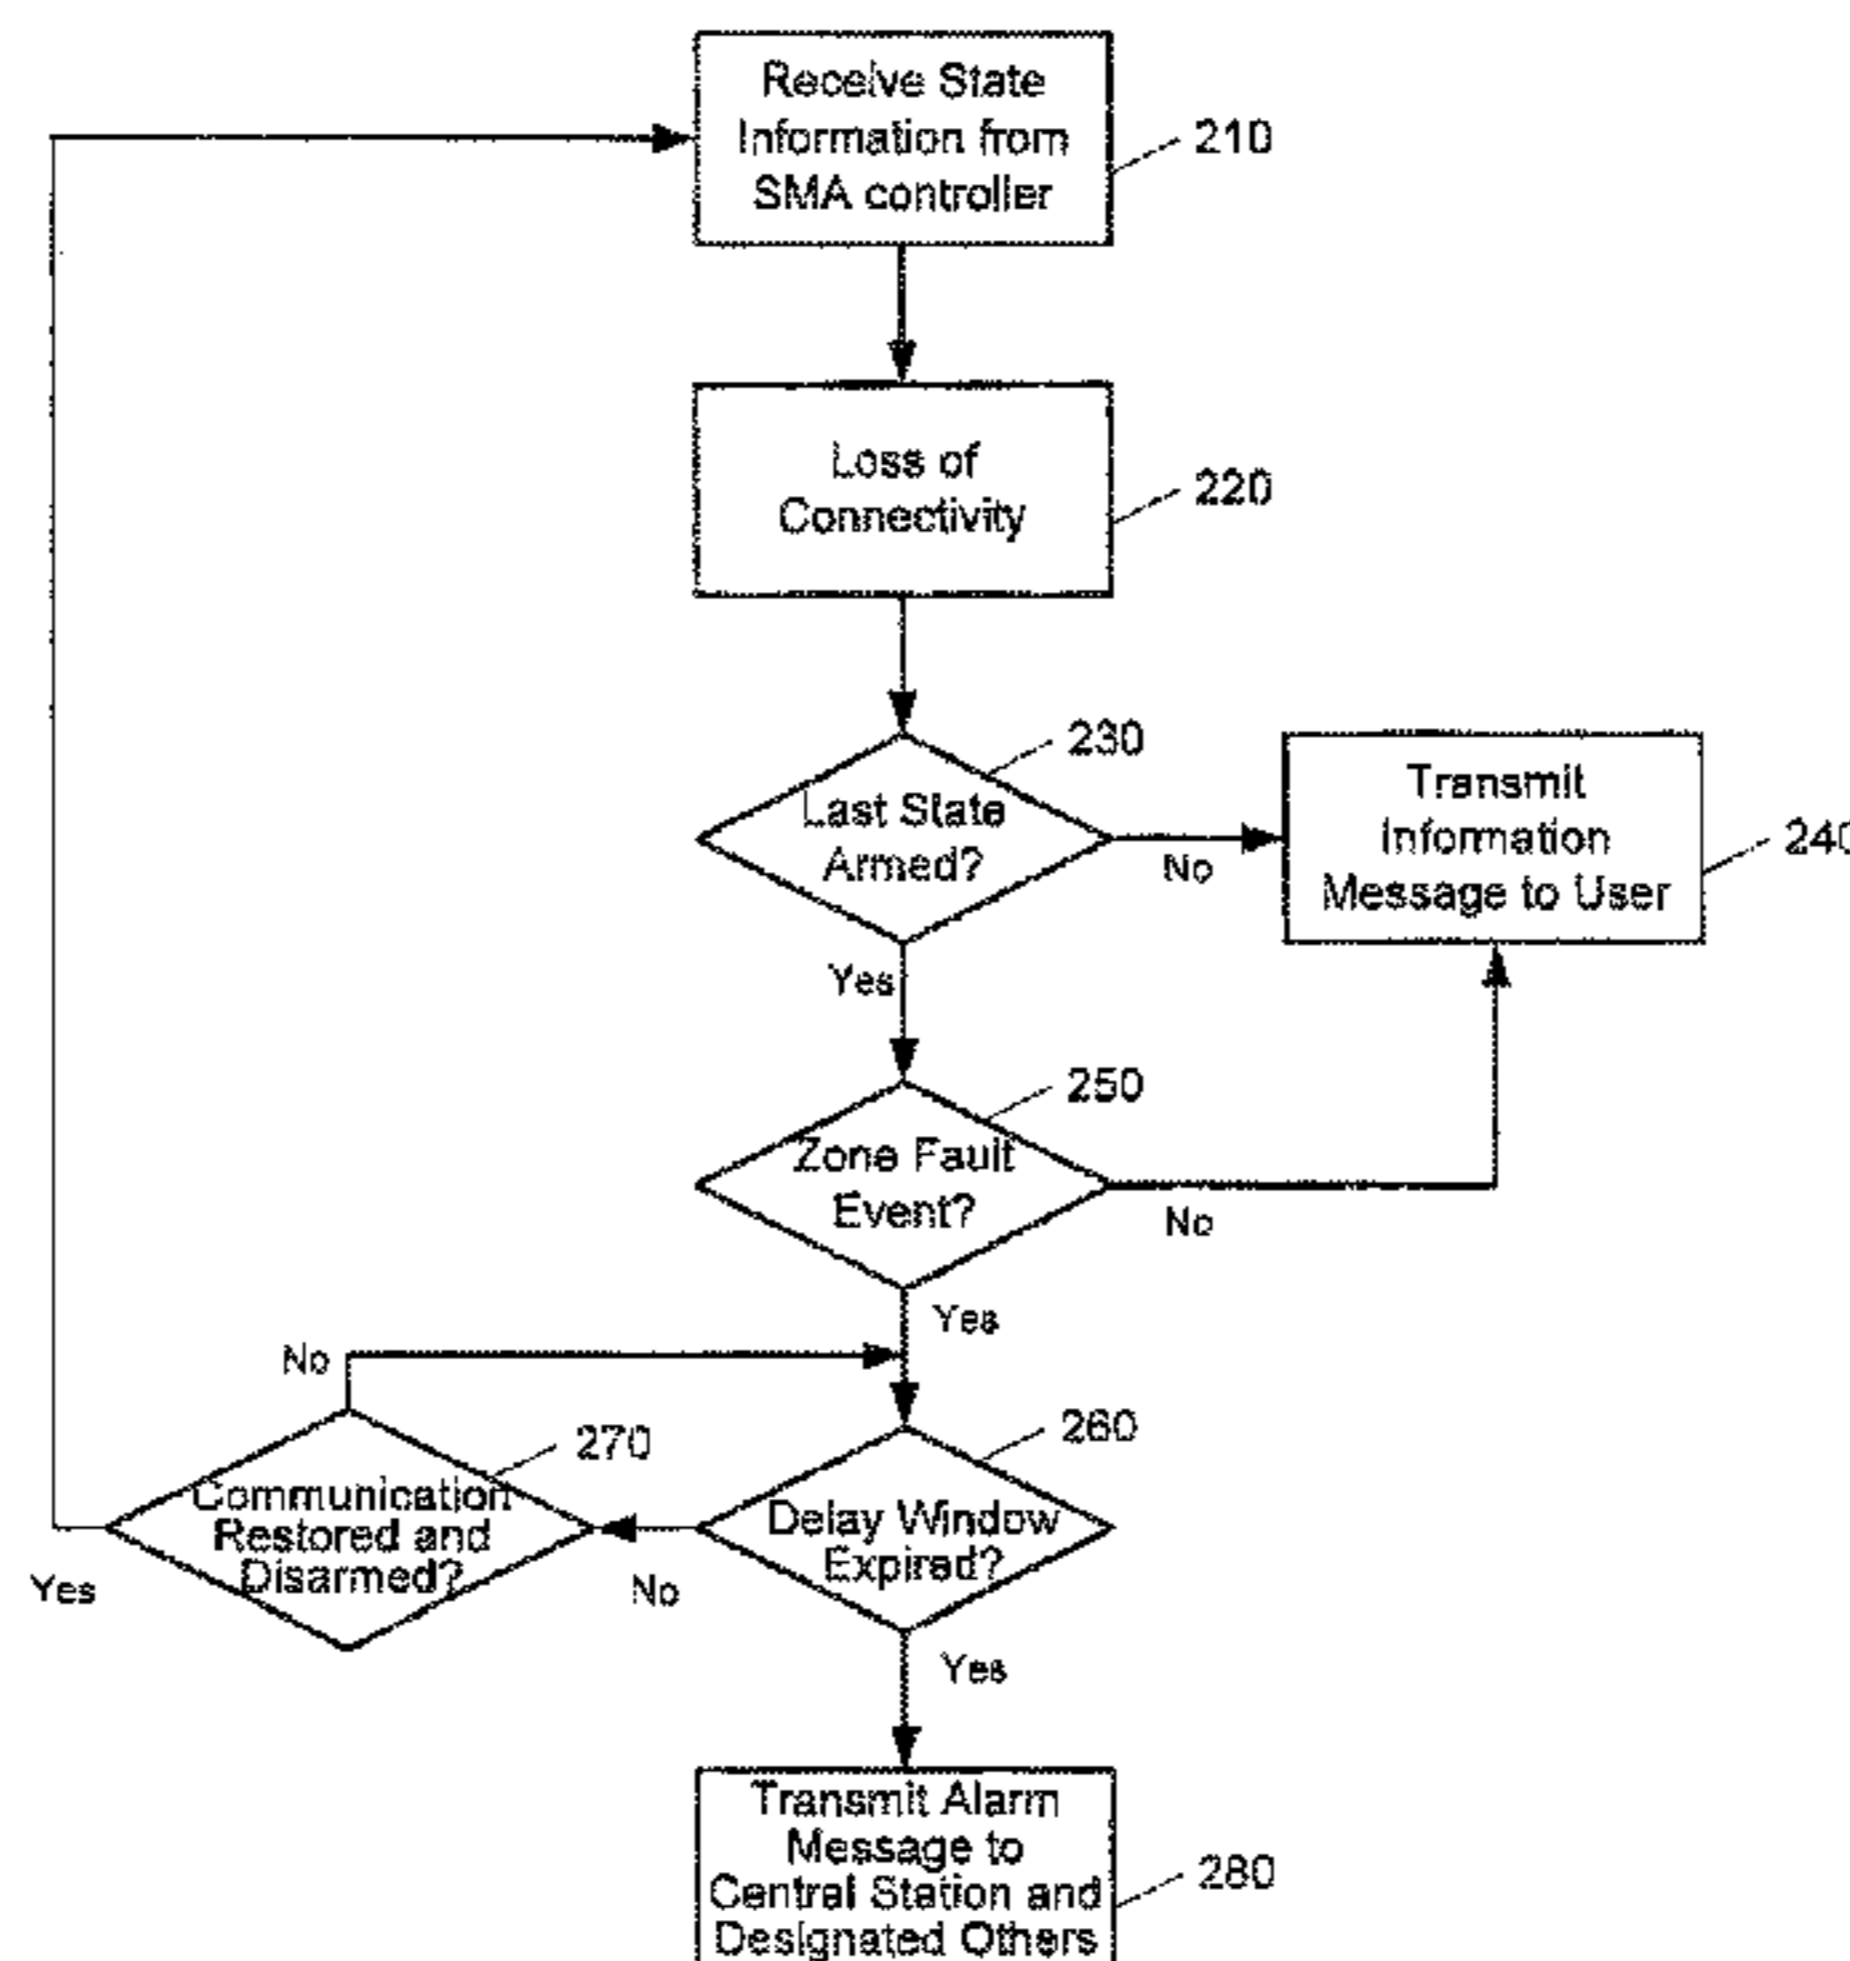 Receive State
Information from
SMA controller
210
Loss of
Connectivity
220
230
Last State
Armed?
No
Yes
Transmit
Information
Message to User
240
250
Zone Fault
Event?
No
Yes
No
270
260
Communication
Restored and
Disarmed?
Yes
No
Delay Window
Expired?
Yes
Transmit Alarm
Message to
Central Station and
Designated Others
280